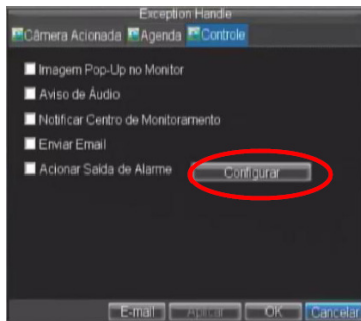 Exception Handle
Câmera Acionada Agenda Controle
Imagem Pop-Up no Monitor
Aviso de Áudio
Notificar Centro de Monitoramento
Enviar Email
Acionar Saída de Alarme Configurar
E-mail Aplicar OK Cancelar